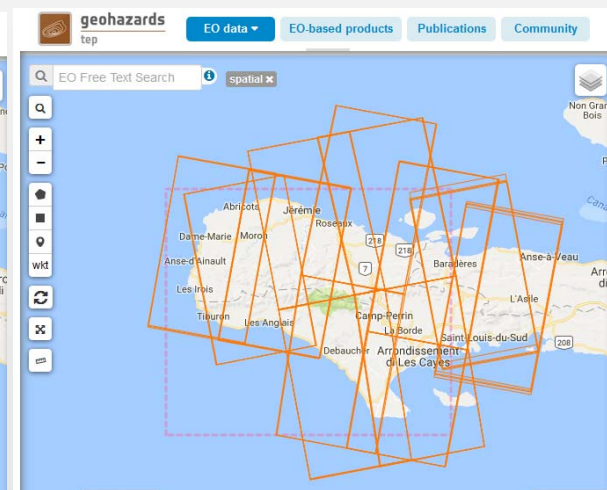 geohazards
tep
EO data
EO-based products
Publications
Community
EO Free Text Search
spatial x
+
−
wkt
Non Gran
Bois
Abricots
Jérémie
Roseaux
Dame-Marie
Moron
218
218
7
Anse-d'Ainault
Baradères
Anse-à-Veau
Les Irois
L'Asile
Tiburon
Les Anglais
Camp-Perrin
La Borde
Saint-Louis-du-Sud
208
Debaucher
Arrondissement
di Les Cayes